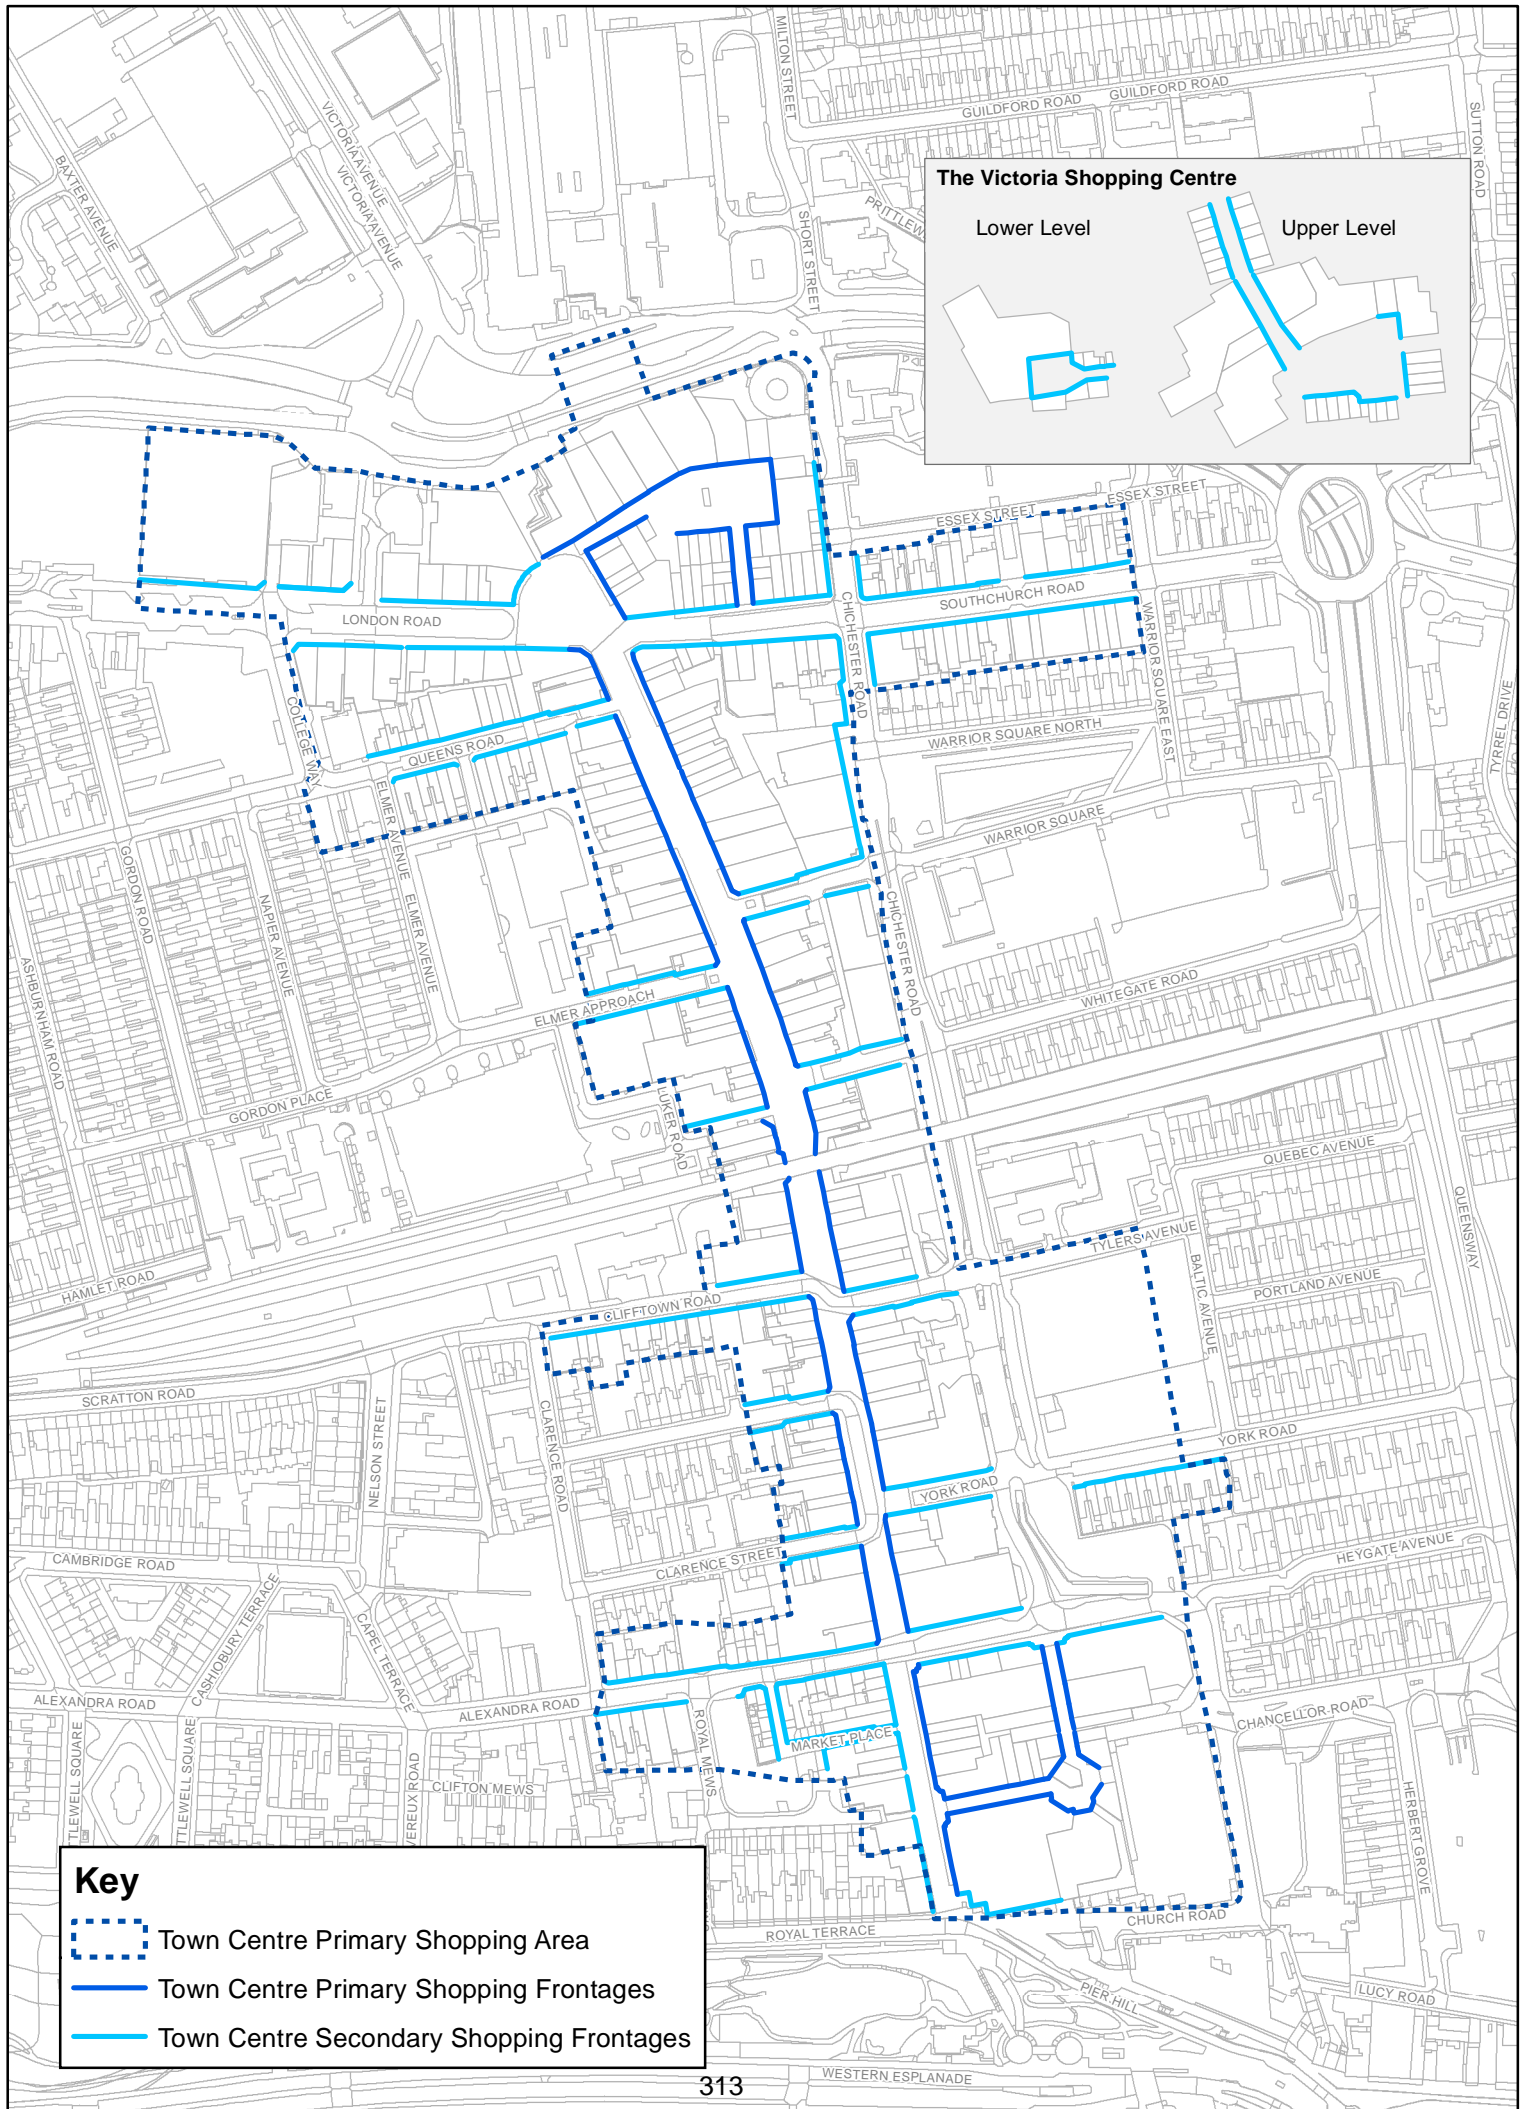 MILTON STREET
GUILDFORD ROAD
GUILDFORD ROAD
SUTTON ROAD
VICTORIA AVENUE
VICTORIA AVENUE
BAXTER AVENUE
SHORT STREET
PRITTLEW
The Victoria Shopping Centre
Lower Level
Upper Level
ESSEX STREET
ESSEX STREET
SOUTHCHURCH ROAD
LONDON ROAD
CHICHESTER ROAD
WARRIOR SQUARE EAST
COLLEGE WAY
QUEENS ROAD
WARRIOR SQUARE NORTH
TYRREL DRIVE
ELMER AVENUE
ELMER AVENUE
WARRIOR SQUARE
GORDON ROAD
NAPIER AVENUE
CHICHESTER ROAD
ASHBURNHAM ROAD
WHITEGATE ROAD
ELMER APPROACH
GORDON PLACE
LUKER ROAD
QUEBEC AVENUE
QUEENSWAY
TYLERS AVENUE
BALTIC AVENUE
PORTLAND AVENUE
HAMLET ROAD
CLIFFTOWN ROAD
SCRATTON ROAD
NELSON STREET
CLARENCE ROAD
YORK ROAD
YORK ROAD
CAMBRIDGE ROAD
CLARENCE STREET
HEYGATE AVENUE
CASHIOBURY TERRACE
CAPEL TERRACE
ALEXANDRA ROAD
ALEXANDRA ROAD
ROYAL MEWS
MARKET PLACE
CHANCELLOR ROAD
TLEWELL SQUARE
TTLEWELL SQUARE
VEREUX ROAD
CLIFTON MEWS
HERBERT GROVE
Key
Town Centre Primary Shopping Area
Town Centre Primary Shopping Frontages
Town Centre Secondary Shopping Frontages
ROYAL TERRACE
CHURCH ROAD
PIER HILL
LUCY ROAD
WESTERN ESPLANADE
313